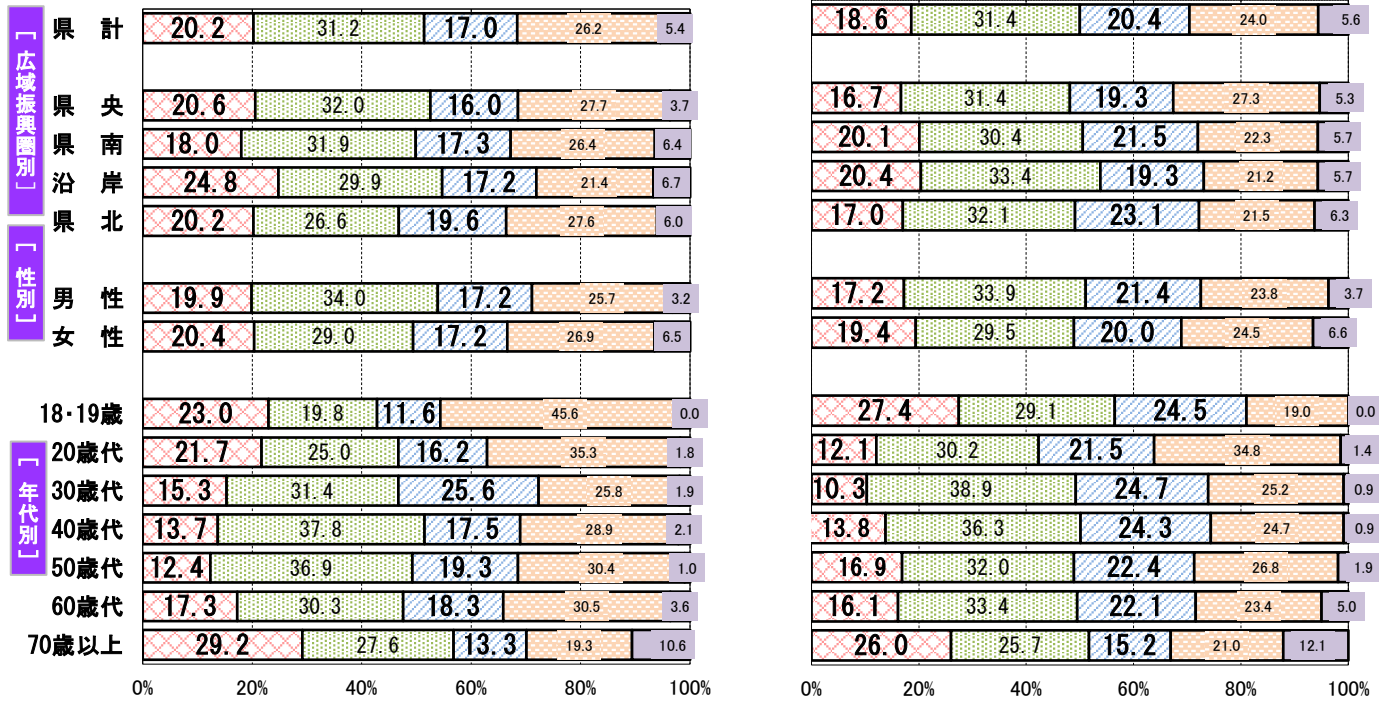 [広域振興圏別]
県 計 20.2 31.2 17.0 26.2 5.4 18.6 31.4 20.4 24.0 5.6
県 央 20.6 32.0 16.0 27.7 3.7 16.7 31.4 19.3 27.3 5.3
県 南 18.0 31.9 17.3 26.4 6.4 20.1 30.4 21.5 22.3 5.7
沿 岸 24.8 29.9 17.2 21.4 6.7 20.4 33.4 19.3 21.2 5.7
県 北 20.2 26.6 19.6 27.6 6.0 17.0 32.1 23.1 21.5 6.3
[性別]
男 性 19.9 34.0 17.2 25.7 3.2 17.2 33.9 21.4 23.8 3.7
女 性 20.4 29.0 17.2 26.9 6.5 19.4 29.5 20.0 24.5 6.6
[年代別]
18・19歳 23.0 19.8 11.6 45.6 0.0 27.4 29.1 24.5 19.0 0.0
20歳代 21.7 25.0 16.2 35.3 1.8 12.1 30.2 21.5 34.8 1.4
30歳代 15.3 31.4 25.6 25.8 1.9 10.3 38.9 24.7 25.2 0.9
40歳代 13.7 37.8 17.5 28.9 2.1 13.8 36.3 24.3 24.7 0.9
50歳代 12.4 36.9 19.3 30.4 1.0 16.9 32.0 22.4 26.8 1.9
60歳代 17.3 30.3 18.3 30.5 3.6 16.1 33.4 22.1 23.4 5.0
70歳以上 29.2 27.6 13.3 19.3 10.6 26.0 25.7 15.2 21.0 12.1
0% 20% 40% 60% 80% 100% 0% 20% 40% 60% 80% 100%